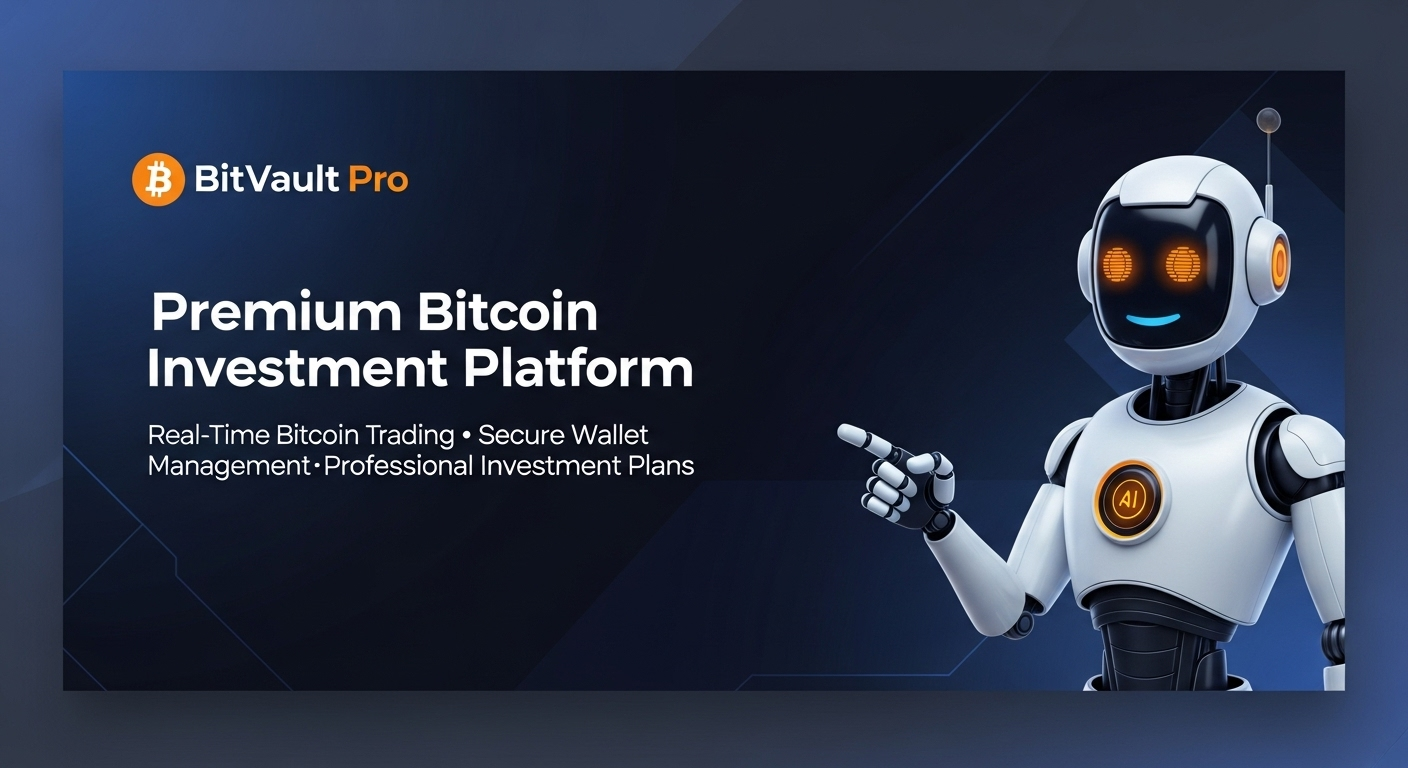 BitVault Pro
Premium Bitcoin
Investment Platform
Real-Time Bitcoin Trading • Secure Wallet
Management • Professional Investment Plans
AI